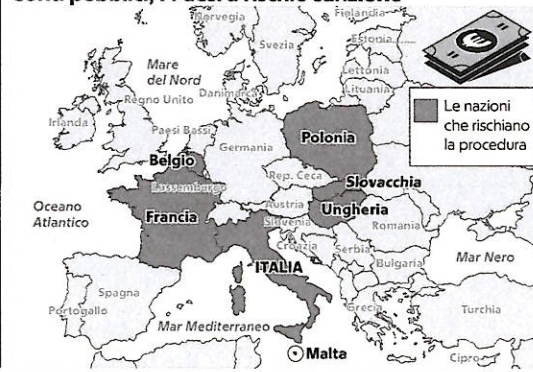 Norvegia
Finlandia
Estonia
Svezia
Mare
del Nord
Lettonia
Lituania
Danimarca
Regno Unito
Irlanda
Le nazioni
che rischiano
la procedura
Paesi Bassi
Polonia
Germania
Belgio
Rep. Ceca
Slovacchia
Lussemburgo
Oceano
Atlantico
Francia
Austria
Ungheria
Slovenia
Romania
Croazia
Serbia
Mar Nero
ITALIA
Bulgaria
Spagna
Portogallo
Grecia
Turchia
Mar Mediterraneo
Malta
Cipro